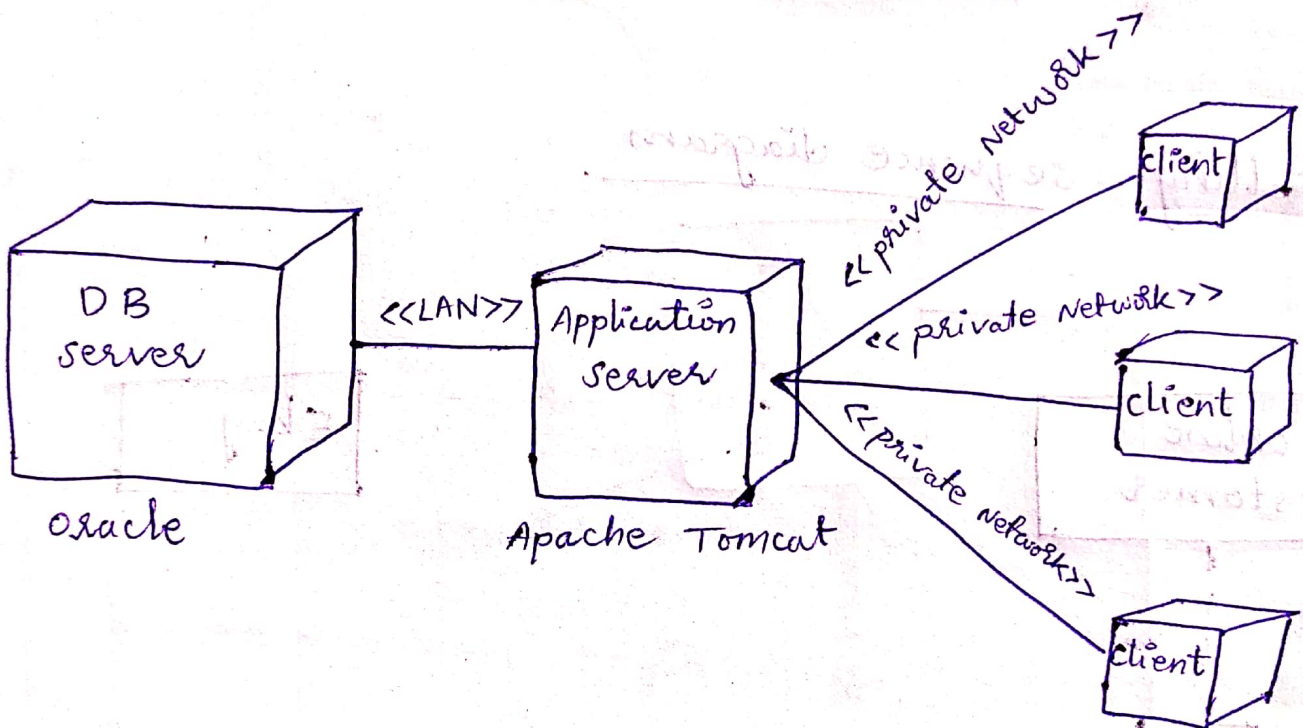 DB
server
Oracle
<<LAN>>
Application
server
Apache Tomcat
<<private Network>>
<<private Network>>
<<private Network>>
client
client
client